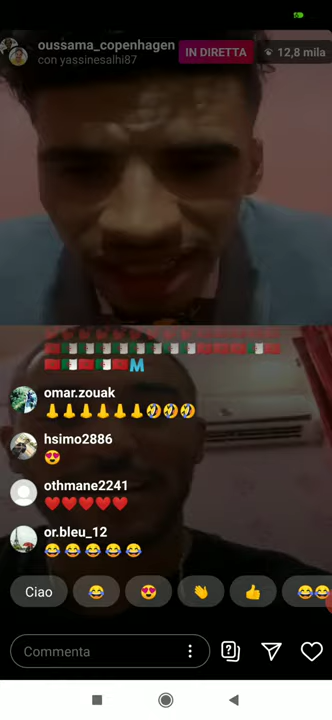 oussama_copenhagen
IN DIRETTA
12,8 mila
con yassinesalhi87
M
omar.zouak
hsimo2886
othmane2241
or.bleu_12
Ciao
Commenta